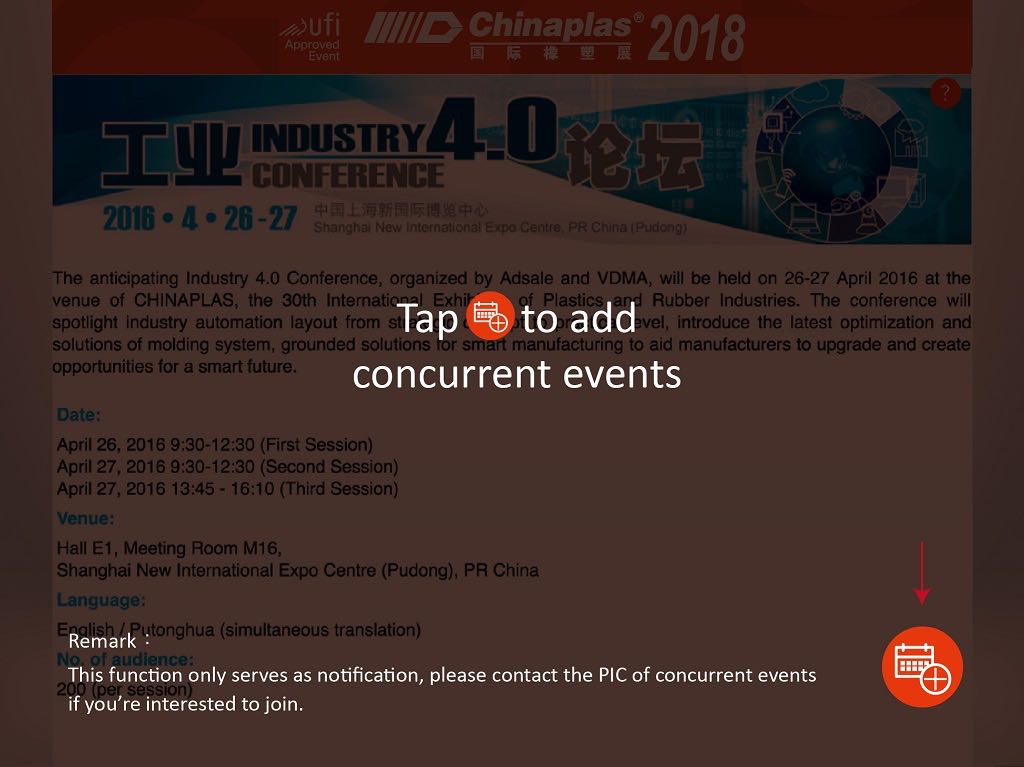 ufi
Approved
Event
Chinaplas® 2018
国际橡塑展
?
工业 INDUSTRY 4.0 论坛
CONFERENCE
2016 • 4 • 26-27
中国上海新国际博览中心
Shanghai New International Expo Centre, PR China (Pudong)
The anticipating Industry 4.0 Conference, organized by Adsale and VDMA, will be held on 26-27 April 2016 at the
venue of CHINAPLAS, the 30th International of Plastics and Rubber Industries. The conference will
spotlight industry automation layout from level, introduce the latest optimization and
solutions of molding system, grounded solutions for smart manufacturing to aid manufacturers to upgrade and create
opportunities for a smart future.
Tap to add
concurrent events
Date:
April 26, 2016 9:30-12:30 (First Session)
April 27, 2016 9:30-12:30 (Second Session)
April 27, 2016 13:45 - 16:10 (Third Session)
Venue:
Hall E1, Meeting Room M16,
Shanghai New International Expo Centre (Pudong), PR China
Language:
English / Putonghua (simultaneous translation)
Remark：
No. of audience:
This function only serves as notification, please contact the PIC of concurrent events
200 (per session)
if you're interested to join.